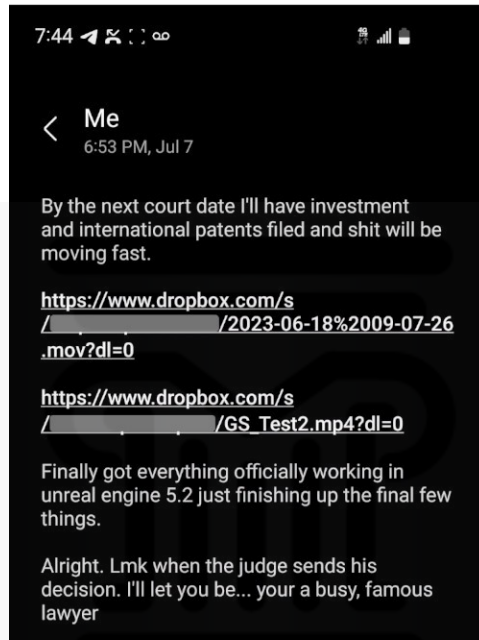 7:44
Me
6:53 PM, Jul 7
By the next court date I'll have investment
and international patents filed and shit will be
moving fast.
https://www.dropbox.com/s
/ /2023-06-18%2009-07-26
.mov?dl=0
https://www.dropbox.com/s
/ /GS_Test2.mp4?dl=0
Finally got everything officially working in
unreal engine 5.2 just finishing up the final few
things.
Alright. Lmk when the judge sends his
decision. I'll let you be... your a busy, famous
lawyer